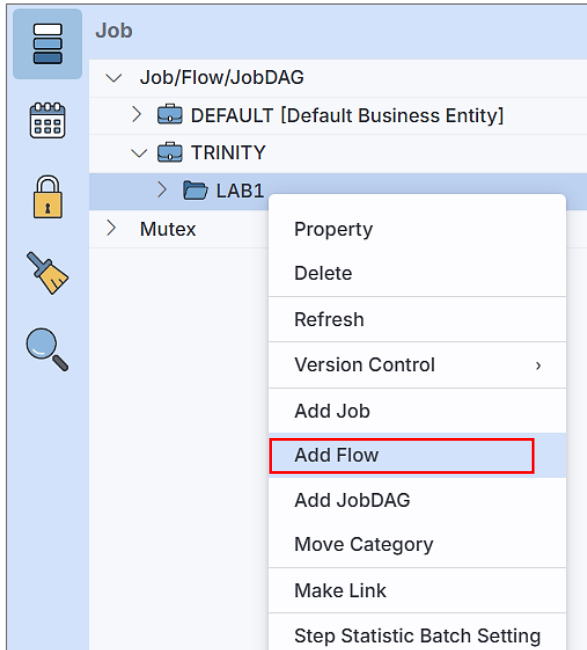 Job
Job/Flow/JobDAG
DEFAULT [Default Business Entity]
TRINITY
LAB1
Mutex
Property
Delete
Refresh
Version Control
Add Job
Add Flow
Add JobDAG
Move Category
Make Link
Step Statistic Batch Setting